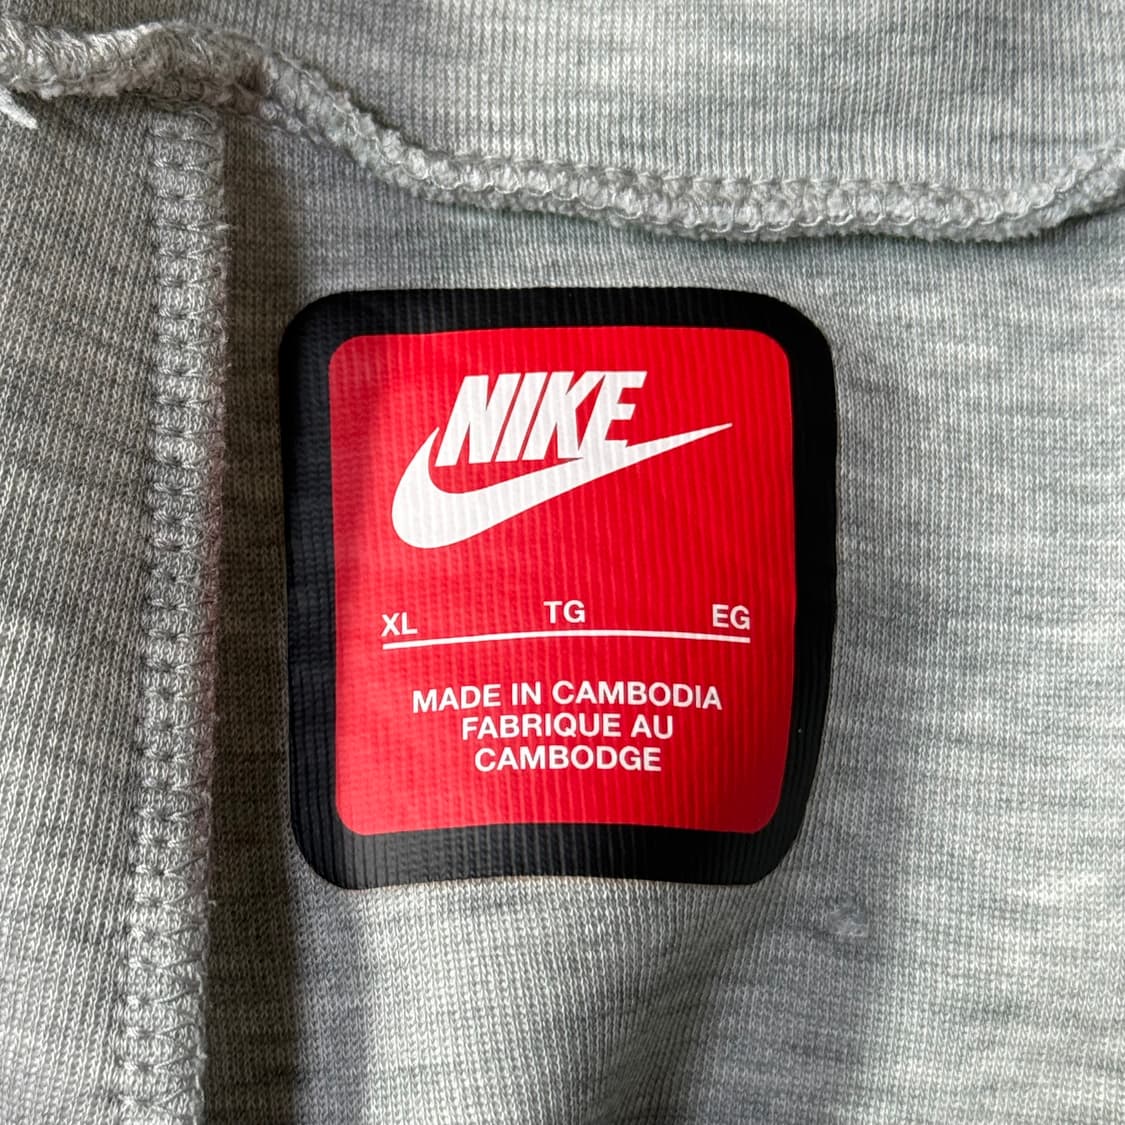 NIKE
XL TG EG
MADE IN CAMBODIA
FABRIQUE AU
CAMBODGE